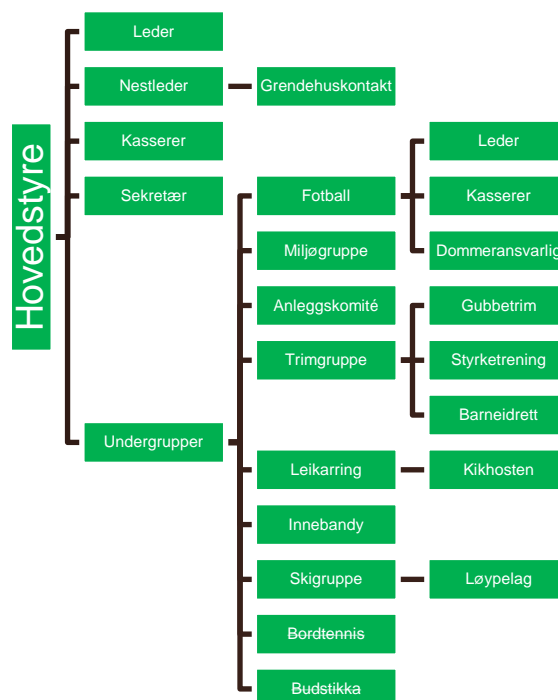 Hovedstyre
Leder
Nestleder
Grendehuskontakt
Kasserer
Sekretær
Undergrupper
Fotball
Leder
Kasserer
Dommeransvarlig
Miljøgruppe
Anleggskomité
Trimgruppe
Gubbetrim
Styrketrening
Barneidrett
Leikarring
Kikhosten
Innebandy
Skigruppe
Løypelag
Bordtennis
Budstikka